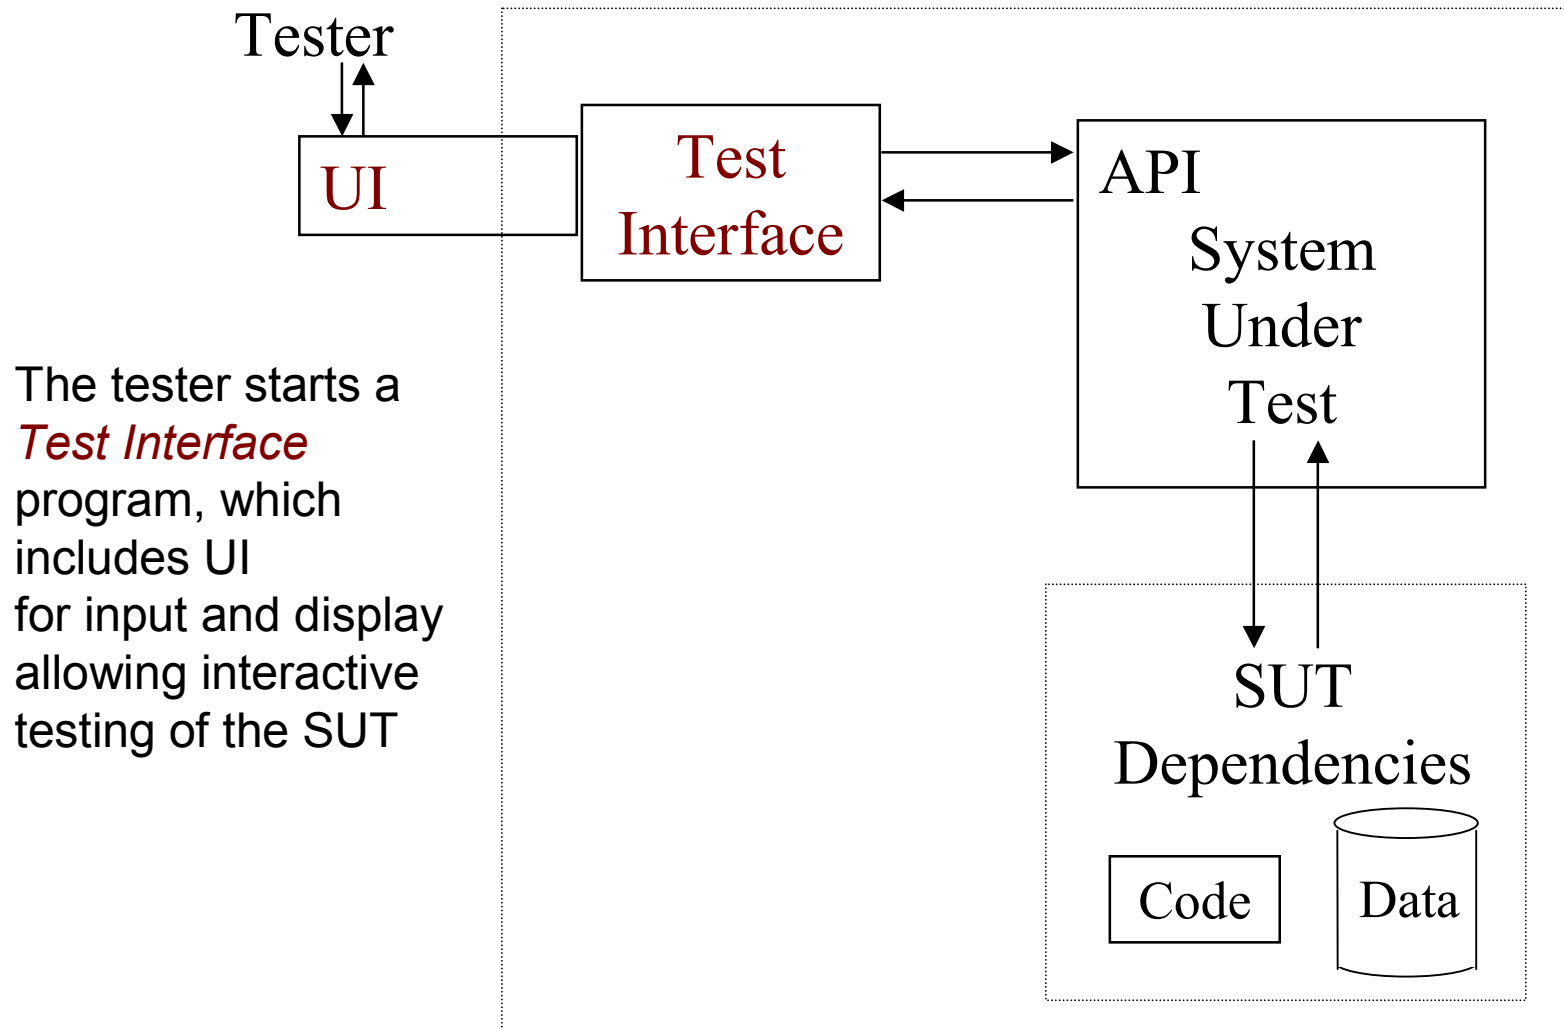 Tester
UI
Test
Interface
API
System
Under
Test
The tester starts a
Test Interface
program, which
includes UI
for input and display
allowing interactive
testing of the SUT
SUT
Dependencies
Code
Data